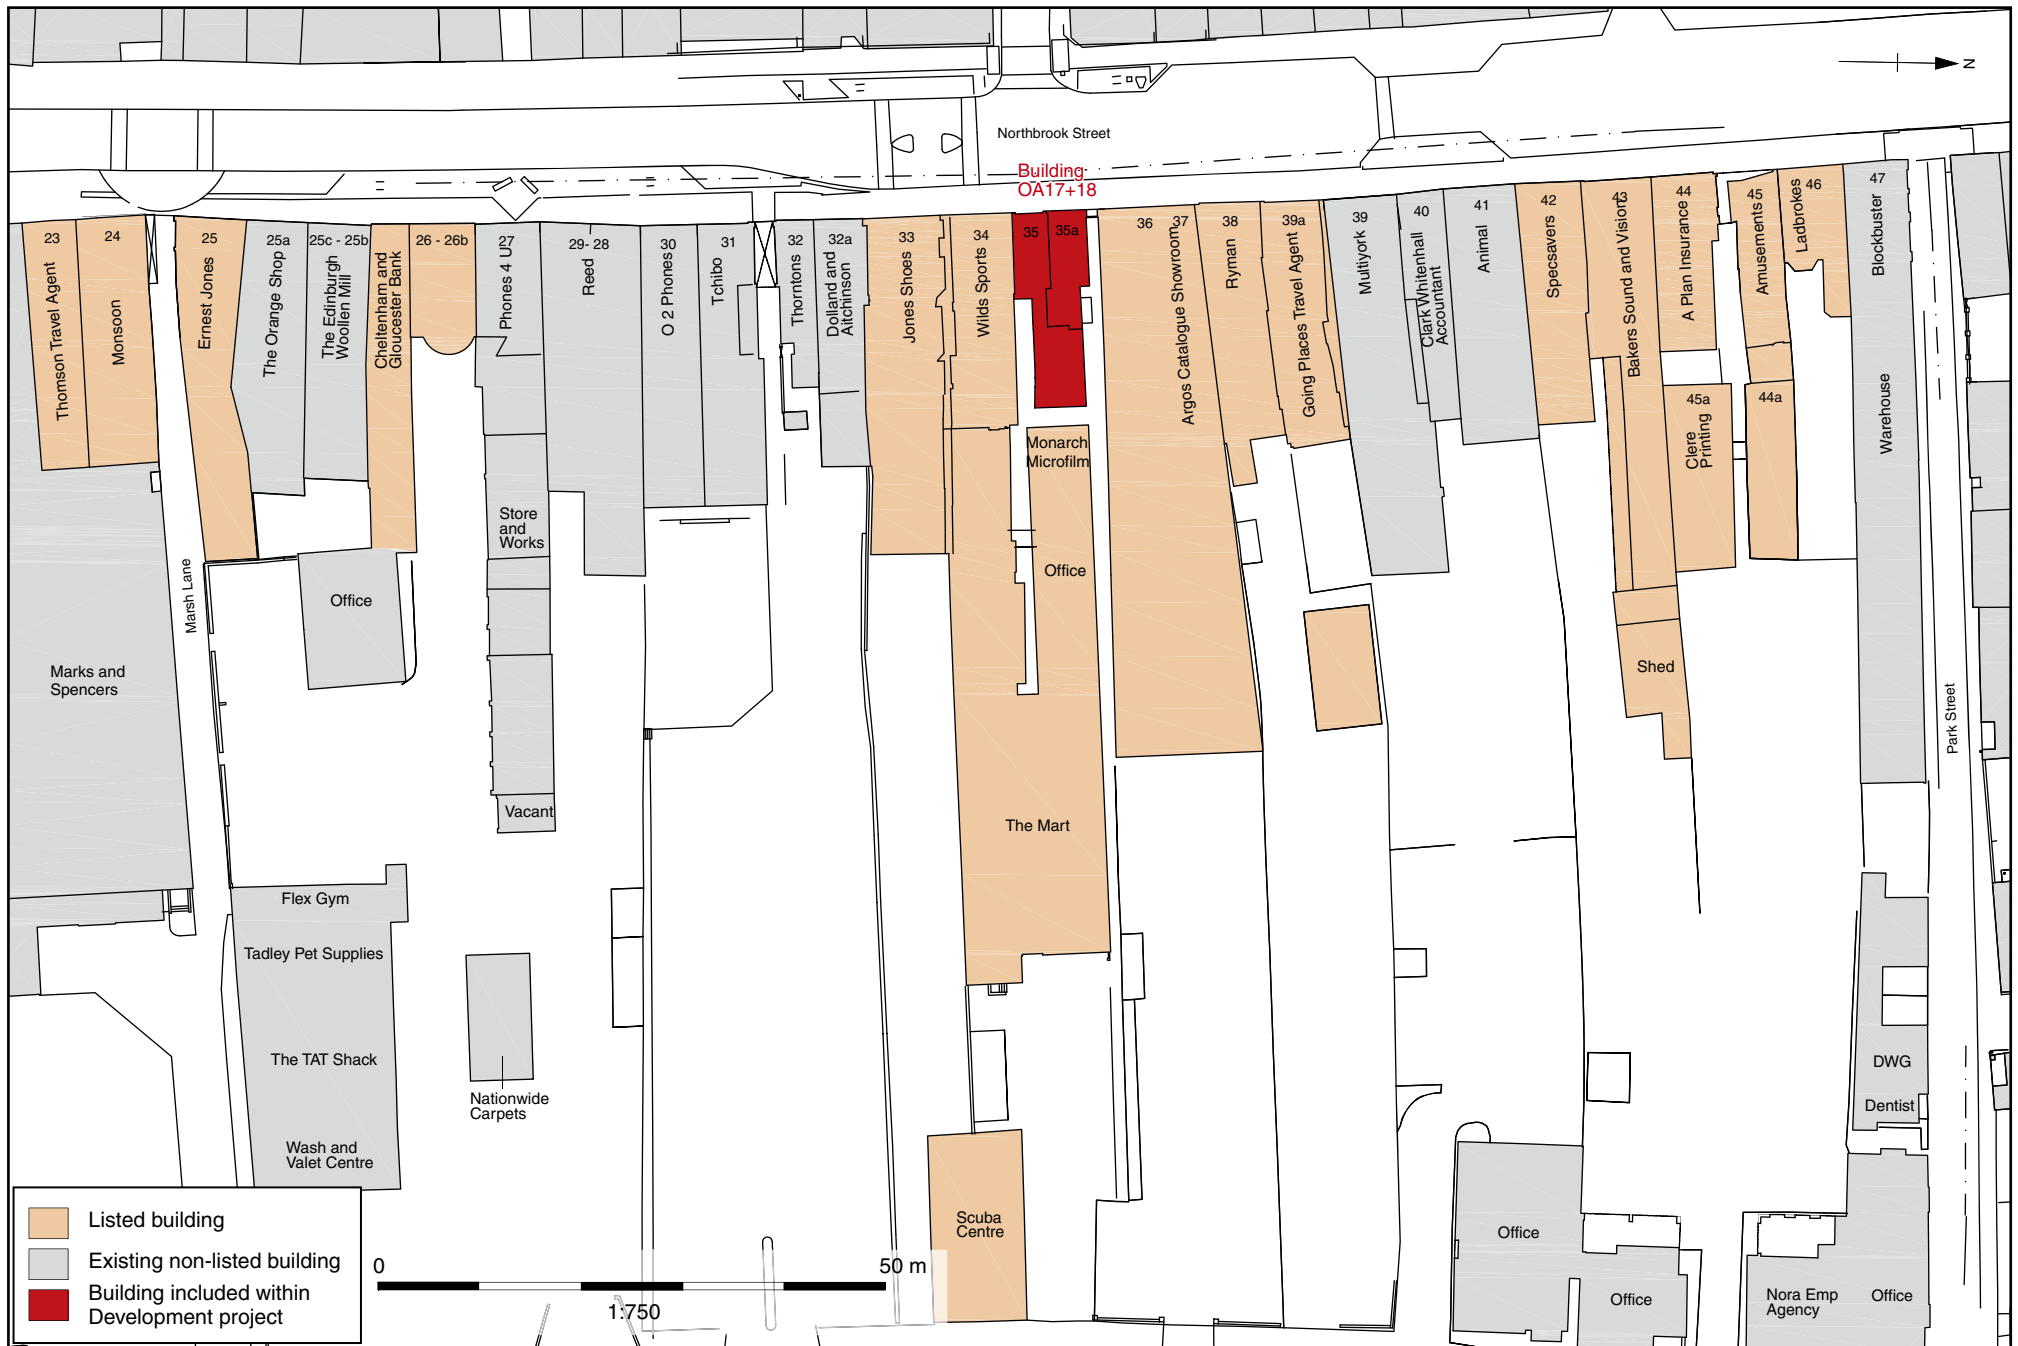 N
Northbrook Street
Building
OA17+18
23
Thomson Travel Agent
24
Monsoon
25
Ernest Jones
25a
The Orange Shop
25c - 25b
The Edinburgh
Woollen Mill
Cheltenham and
Gloucester Bank
26 - 26b
27
Phones 4 U
29- 28
Reed
30
O 2 Phones
31
Tchibo
32
Thorntons
32a
Dolland and
Aitchinson
33
Jones Shoes
34
Wilds Sports
35
35a
36
37
Argos Catalogue Showroom
38
Ryman
39a
Going Places Travel Agent
39
Multiyork
40
Clark Whitenhall
Accountant
41
Animal
42
Specsavers
43
Bakers Sound and Vision
44
A Plan Insurance
45
Amusements
46
Ladbrokes
47
Blockbuster
Warehouse
45a
Clere
Printing
44a
Monarch
Microfilm
Office
Store
and
Works
Marsh Lane
Office
Marks and
Spencers
Shed
Park Street
Vacant
The Mart
Flex Gym
Tadley Pet Supplies
The TAT Shack
Wash and
Valet Centre
Nationwide
Carpets
DWG
Dentist
Scuba
Centre
Office
Office
Nora Emp
Agency
Office
Listed building
Existing non-listed building
Building included within
Development project
0
50 m
1:750